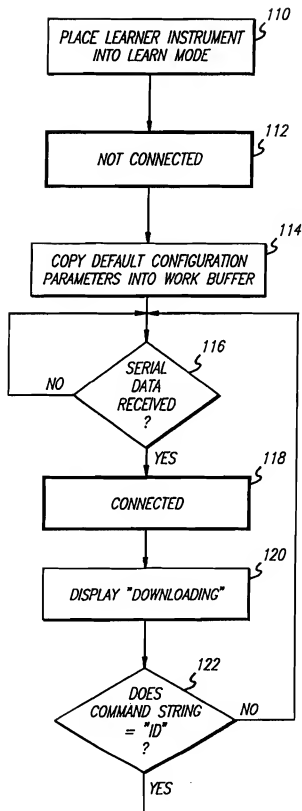 110
PLACE LEARNER INSTRUMENT
INTO LEARN MODE
112
NOT CONNECTED
114
COPY DEFAULT CONFIGURATION
PARAMETERS INTO WORK BUFFER
116
SERIAL
DATA
RECEIVED
?
NO
YES
118
CONNECTED
120
DISPLAY "DOWNLOADING"
122
DOES
COMMAND STRING
= "ID"
?
NO
YES